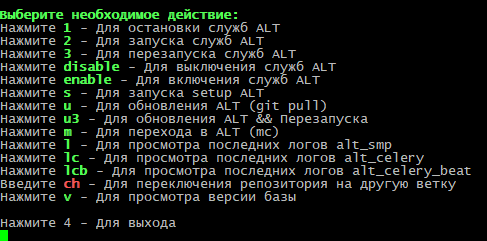 Выберите необходимое действие:
Нажмите 1 - Для остановки служб ALT
Нажмите 2 - Для запуска служб ALT
Нажмите 3 - Для перезапуска служб ALT
Нажмите disable - Для выключения служб ALT
Нажмите enable - Для включения служб ALT
Нажмите s - Для запуска setup ALT
Нажмите u - Для обновления ALT (git pull)
Нажмите u3 - Для обновления ALT && Перезапуска
Нажмите m - Для перехода в ALT (mc)
Нажмите l - Для просмотра последних логов alt_smp
Нажмите lc - Для просмотра последних логов alt_celery
Нажмите lcb - Для просмотра последних логов alt_celery_beat
Введите ch - Для переключения репозитория на другую ветку
Нажмите v - Для просмотра версии базы
Нажмите 4 - Для выхода